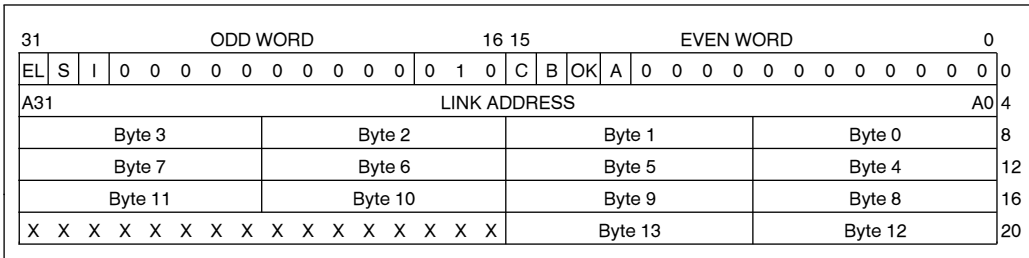 31 ODD WORD 16 15 EVEN WORD 0
EL S I 0 0 0 0 0 0 0 0 0 0 0 1 0 C B OK A 0 0 0 0 0 0 0 0 0 0 0 0 0
A31 LINK ADDRESS A0 4
Byte 3 Byte 2 Byte 1 Byte 0 8
Byte 7 Byte 6 Byte 5 Byte 4 12
Byte 11 Byte 10 Byte 9 Byte 8 16
X X X X X X X X X X X X X X X X Byte 13 Byte 12 20